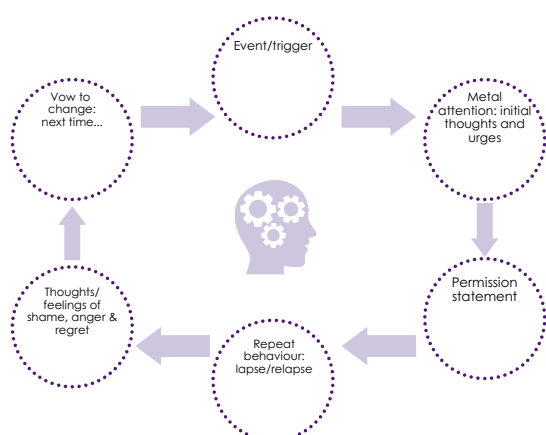 Event/trigger
Metal
attention: initial
thoughts and
urges
Permission
statement
Repeat
behaviour:
lapse/relapse
Thoughts/
feelings of
shame, anger &
regret
Vow to
change:
next time...